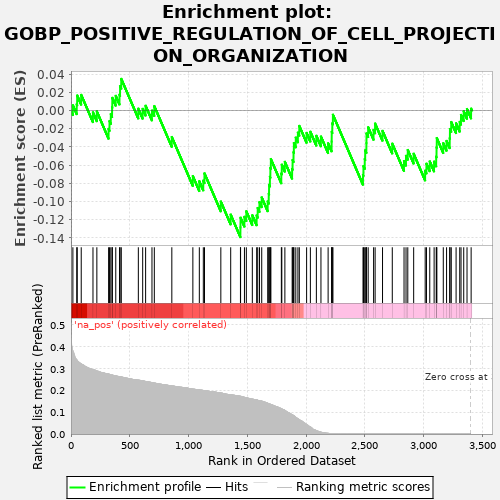 Enrichment plot:
GOBP_POSITIVE_REGULATION_OF_CELL_PROJECTI
ON_ORGANIZATION
Enrichment score (ES)
0.04
0.02
0.00
-0.02
-0.04
-0.06
-0.08
-0.10
-0.12
-0.14
'na_pos' (positively correlated)
Ranked list metric (PreRanked)
0.5
0.4
0.3
0.2
0.1
0.0
Zero cross at
0
500
1,000
1,500
2,000
2,500
3,000
3,500
Rank in Ordered Dataset
Enrichment profile
Hits
Ranking metric scores